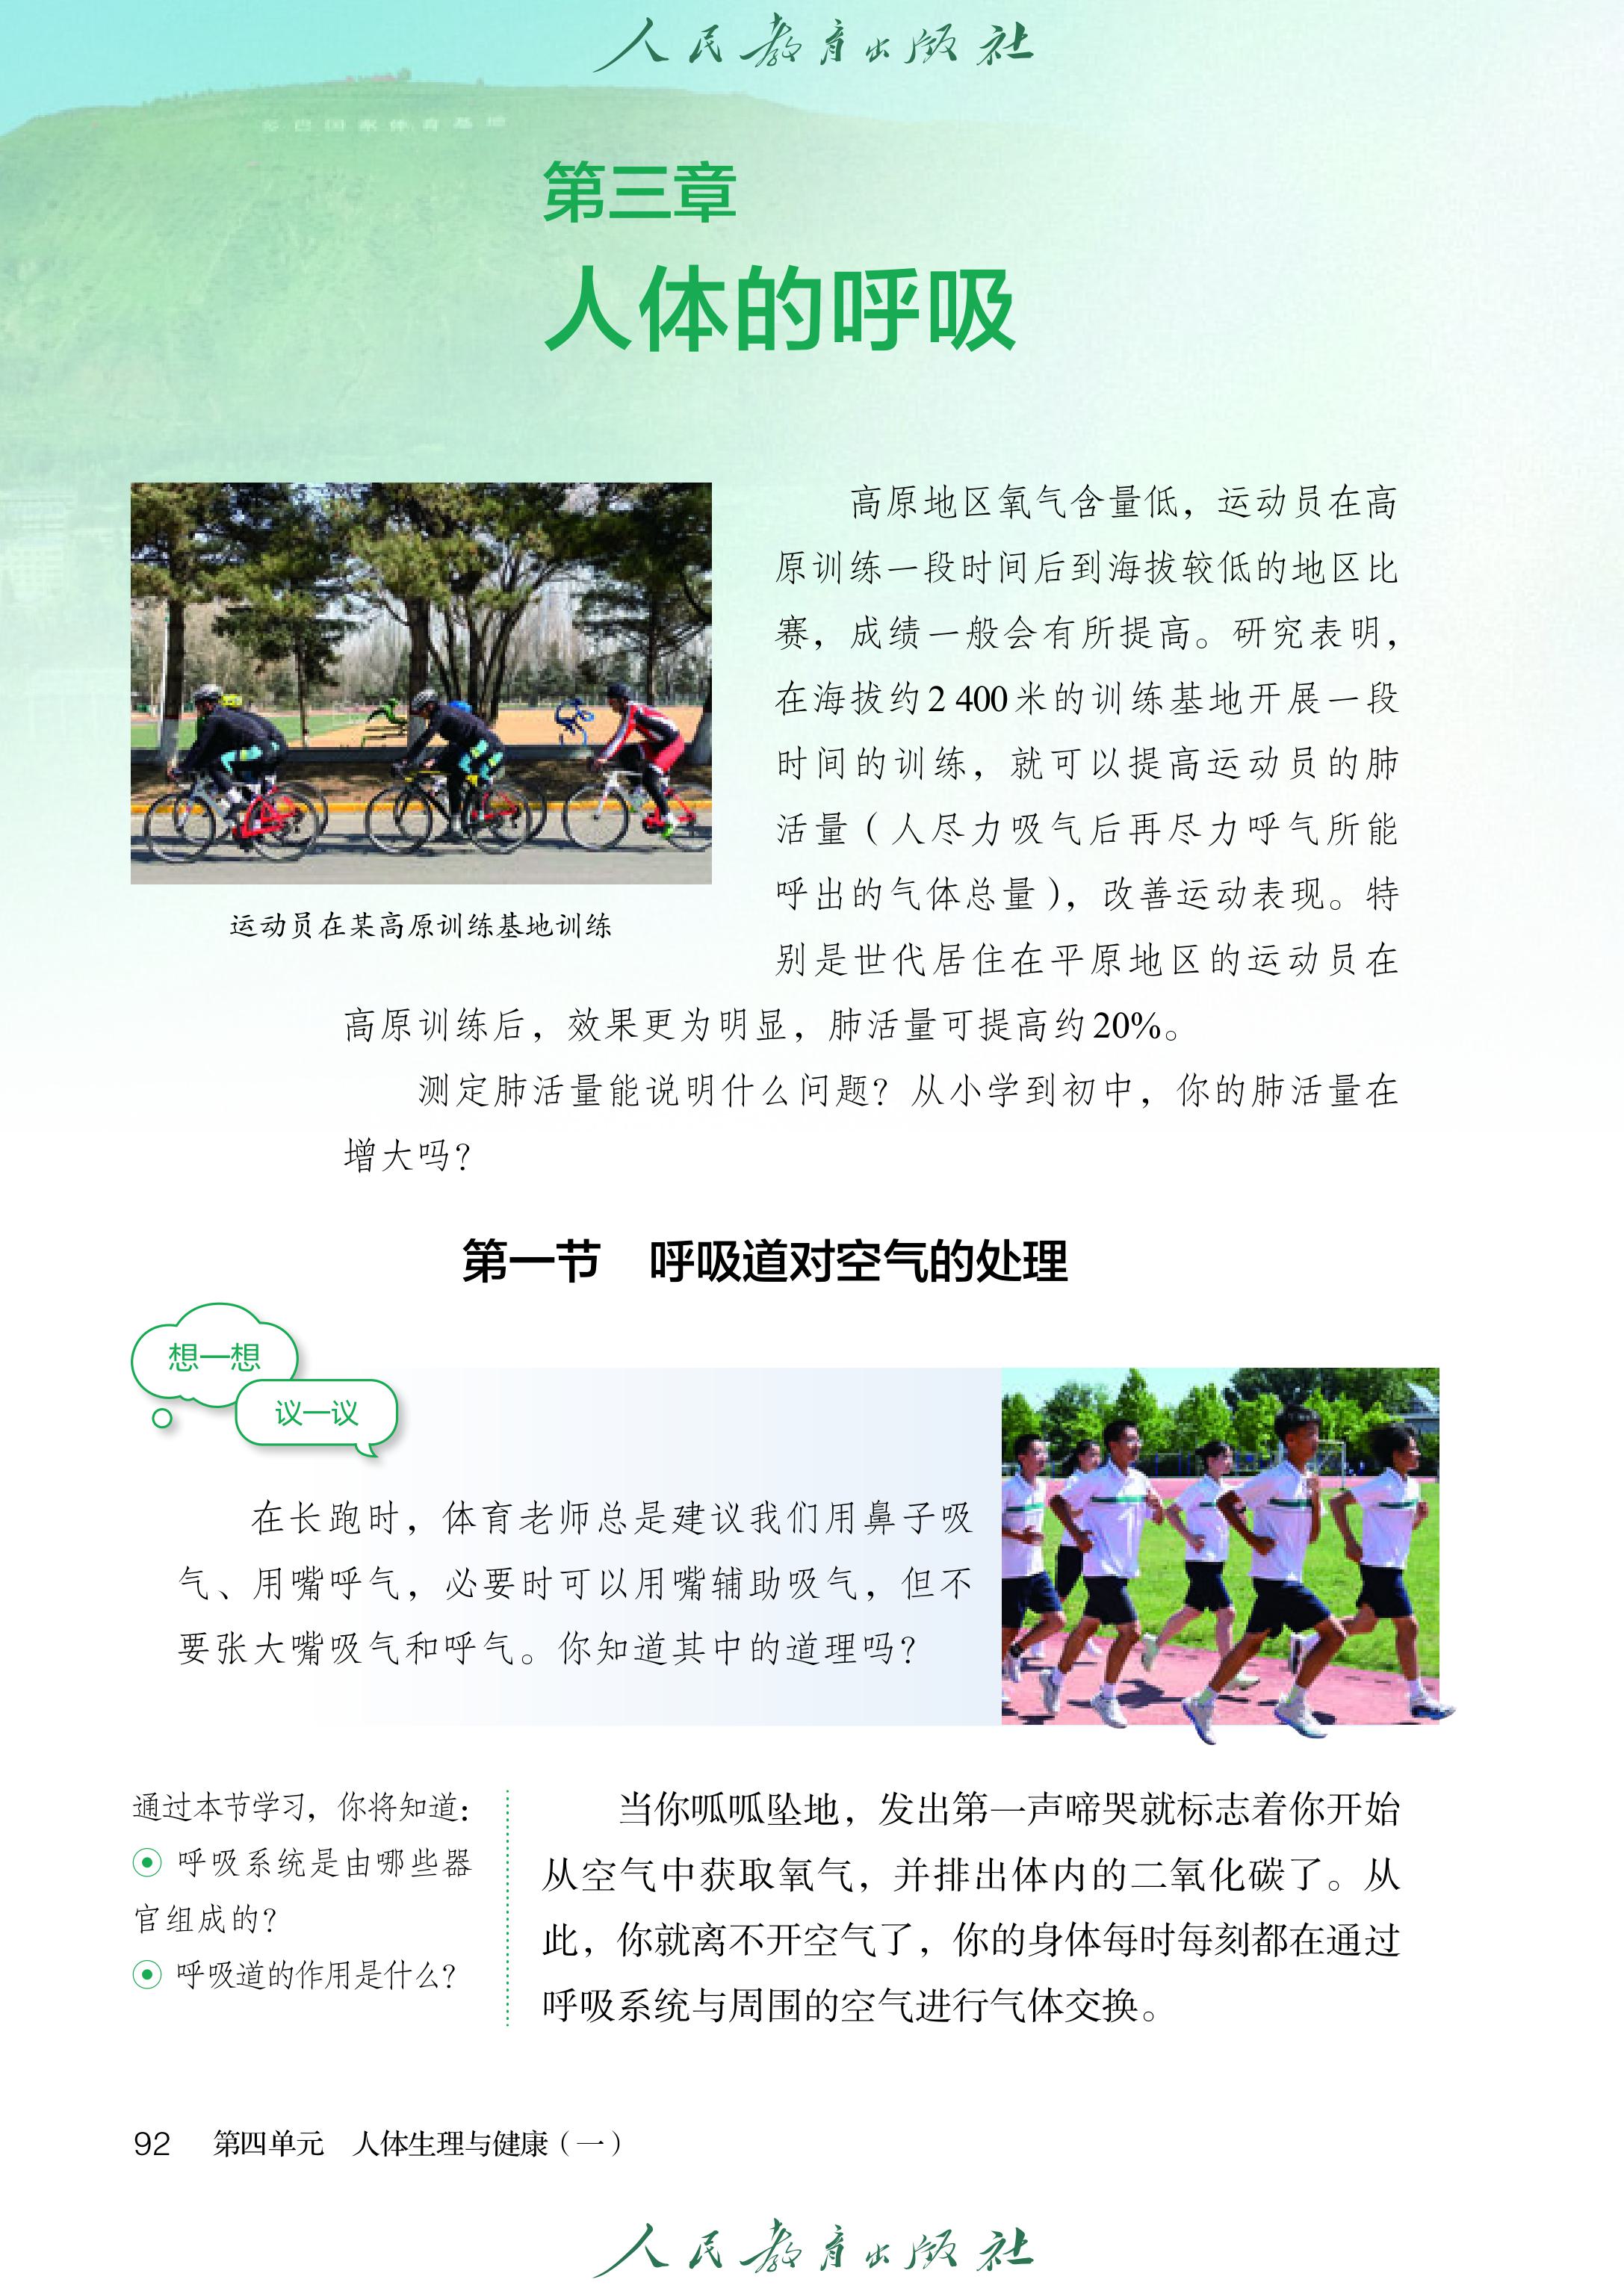 人民教育出版社
多巴国家体育基地
第三章
人体的呼吸
高原地区氧气含量低，运动员在高
原训练一段时间后到海拔较低的地区比
赛，成绩一般会有所提高。研究表明，
在海拔约2 400米的训练基地开展一段
时间的训练，就可以提高运动员的肺
活量（人尽力吸气后再尽力呼气所能
呼出的气体总量），改善运动表现。特
别是世代居住在平原地区的运动员在
高原训练后，效果更为明显，肺活量可提高约20%。
运动员在某高原训练基地训练
测定肺活量能说明什么问题？从小学到初中，你的肺活量在
增大吗？
第一节　呼吸道对空气的处理
想一想
议一议
在长跑时，体育老师总是建议我们用鼻子吸
气、用嘴呼气，必要时可以用嘴辅助吸气，但不
要张大嘴吸气和呼气。你知道其中的道理吗？
通过本节学习，你将知道：
呼吸系统是由哪些器
官组成的？
呼吸道的作用是什么？
当你呱呱坠地，发出第一声啼哭就标志着你开始
从空气中获取氧气，并排出体内的二氧化碳了。从
此，你就离不开空气了，你的身体每时每刻都在通过
呼吸系统与周围的空气进行气体交换。
92　第四单元　人体生理与健康（一）
人民教育出版社